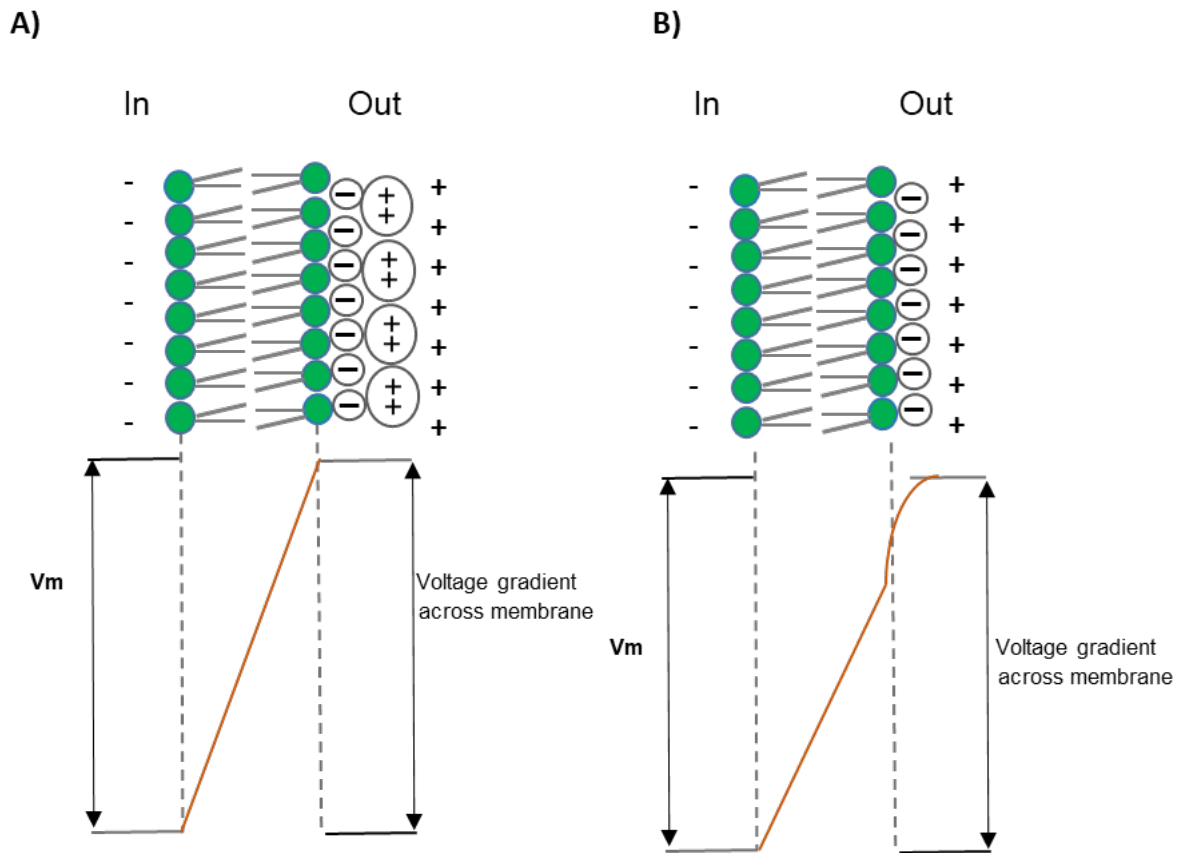 A)
B)
In
Out
In
Out
Vm
Voltage gradient
across membrane
Vm
Voltage gradient
across membrane